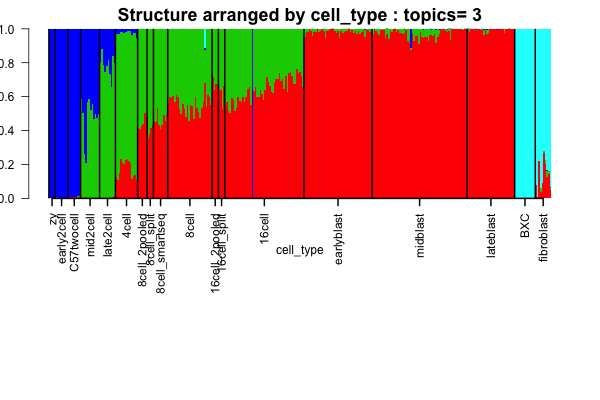 Structure arranged by cell_type : topics= 3
1.0
0.8
0.6
0.4
0.2
0.0
zy
early2cell
C57twocell
mid2cell
late2cell
4cell
8cell_2pooled
8cell_split
8cell_smartseq
8cell
16cell_2pooled
16cell_split
16cell
earlyblast
midblast
lateblast
BXC
fibroblast
cell_type